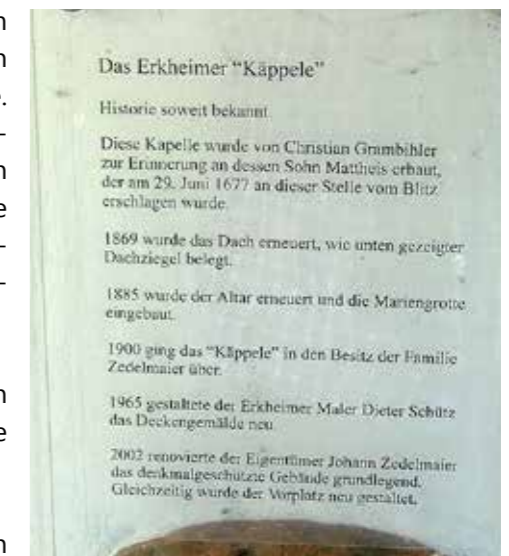 Das Erkheimer "Käppele"
Historie soweit bekannt
Diese Kapelle wurde von Christian Grambihler
zur Erinnerung an dessen Sohn Mattheis erbaut,
der am 29. Juni 1677 an dieser Stelle vom Blitz
erschlagen wurde.
1869 wurde das Dach erneuert, wie unten gezeigter
Dachziegel belegt.
1885 wurde der Altar erneuert und die Mariengrotte
eingebaut.
1900 ging das "Käppele" in den Besitz der Familie
Zedelmaier über.
1965 gestaltete der Erkheimer Maler Dieter Schütz
das Deckengemälde neu
2002 renovierte der Eigentümer Johann Zedelmaier
das denkmalgeschützte Gebäude grundlegend.
Gleichzeitig wurde der Vorplatz neu gestaltet.